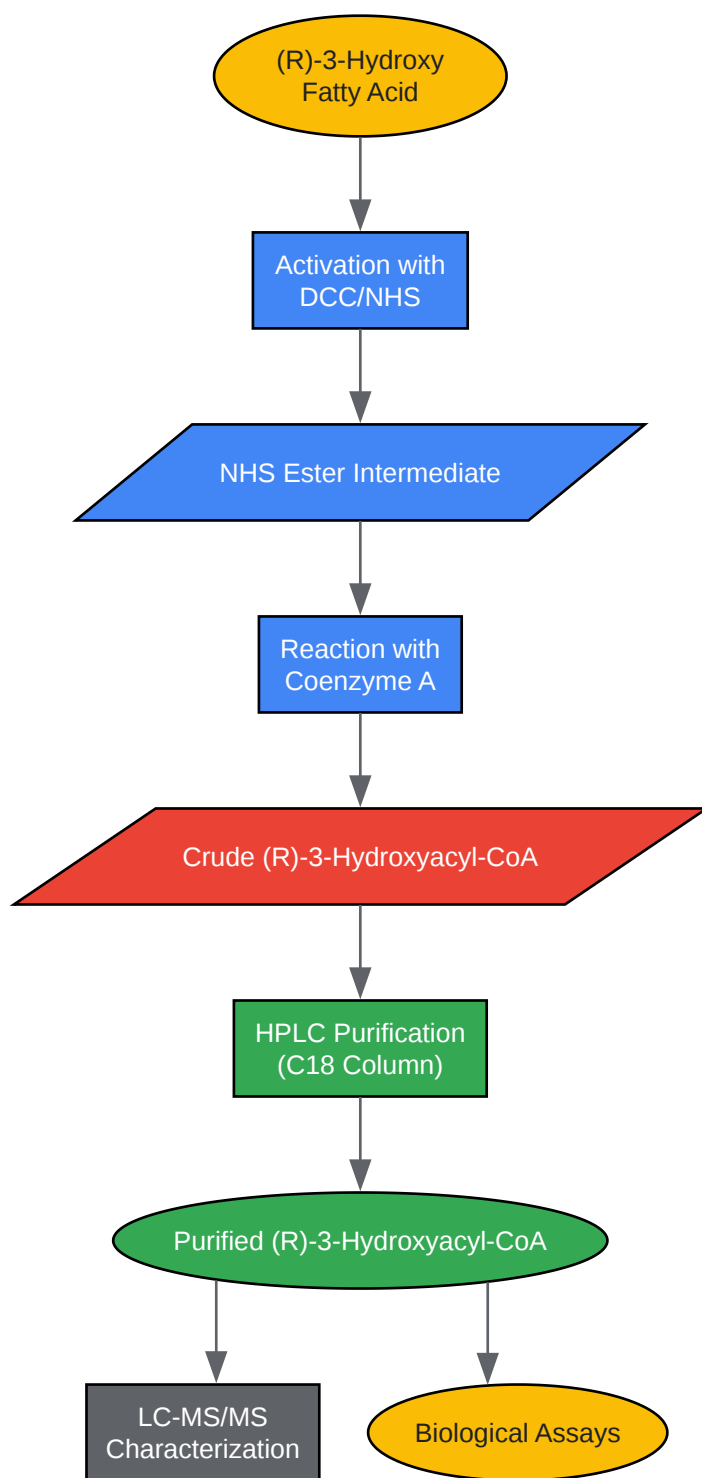 (R)-3-Hydroxy
Fatty Acid
Activation with
DCC/NHS
NHS Ester Intermediate
Reaction with
Coenzyme A
Crude (R)-3-Hydroxyacyl-CoA
HPLC Purification
(C18 Column)
Purified (R)-3-Hydroxyacyl-CoA
LC-MS/MS
Characterization
Biological Assays